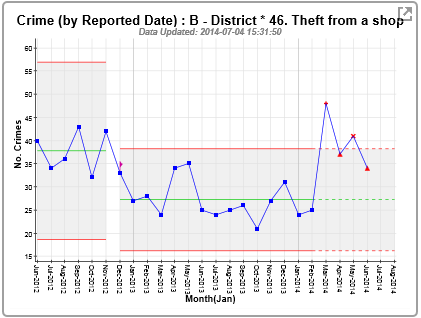 Crime (by Reported Date) : B - District * 46. Theft from a shop
Data Updated: 2014-07-04 15:31:50
No. Crimes
60
55
50
45
40
35
30
25
20
15
Jun-2012
Jul-2012
Aug-2012
Sep-2012
Oct-2012
Nov-2012
Dec-2012
Jan-2013
Feb-2013
Mar-2013
Apr-2013
May-2013
Jun-2013
Jul-2013
Aug-2013
Sep-2013
Oct-2013
Nov-2013
Dec-2013
Jan-2014
Feb-2014
Mar-2014
Apr-2014
May-2014
Jun-2014
Jul-2014
Aug-2014
Month(Jan)